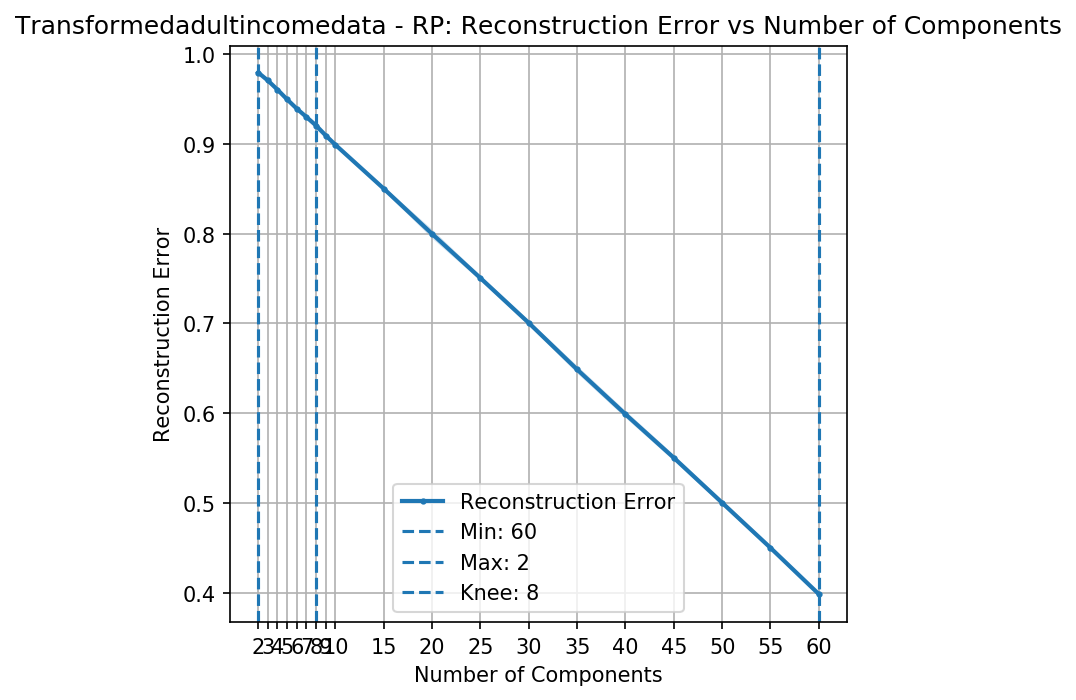 Transformedadultincomedata - RP: Reconstruction Error vs Number of Components
1.0
0.9
0.8
0.7
0.6
0.5
0.4
Reconstruction Error
Reconstruction Error
Min: 60
Max: 2
Knee: 8
2 3 4 5 6 7 8 9 10 15 20 25 30 35 40 45 50 55 60
Number of Components